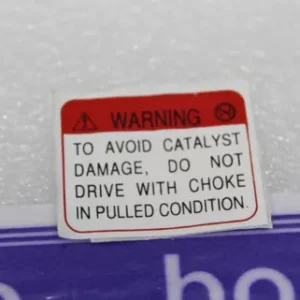 WARNING
TO AVOID CATALYST
DAMAGE, DO NOT
DRIVE WITH CHOKE
IN PULLED CONDITION.